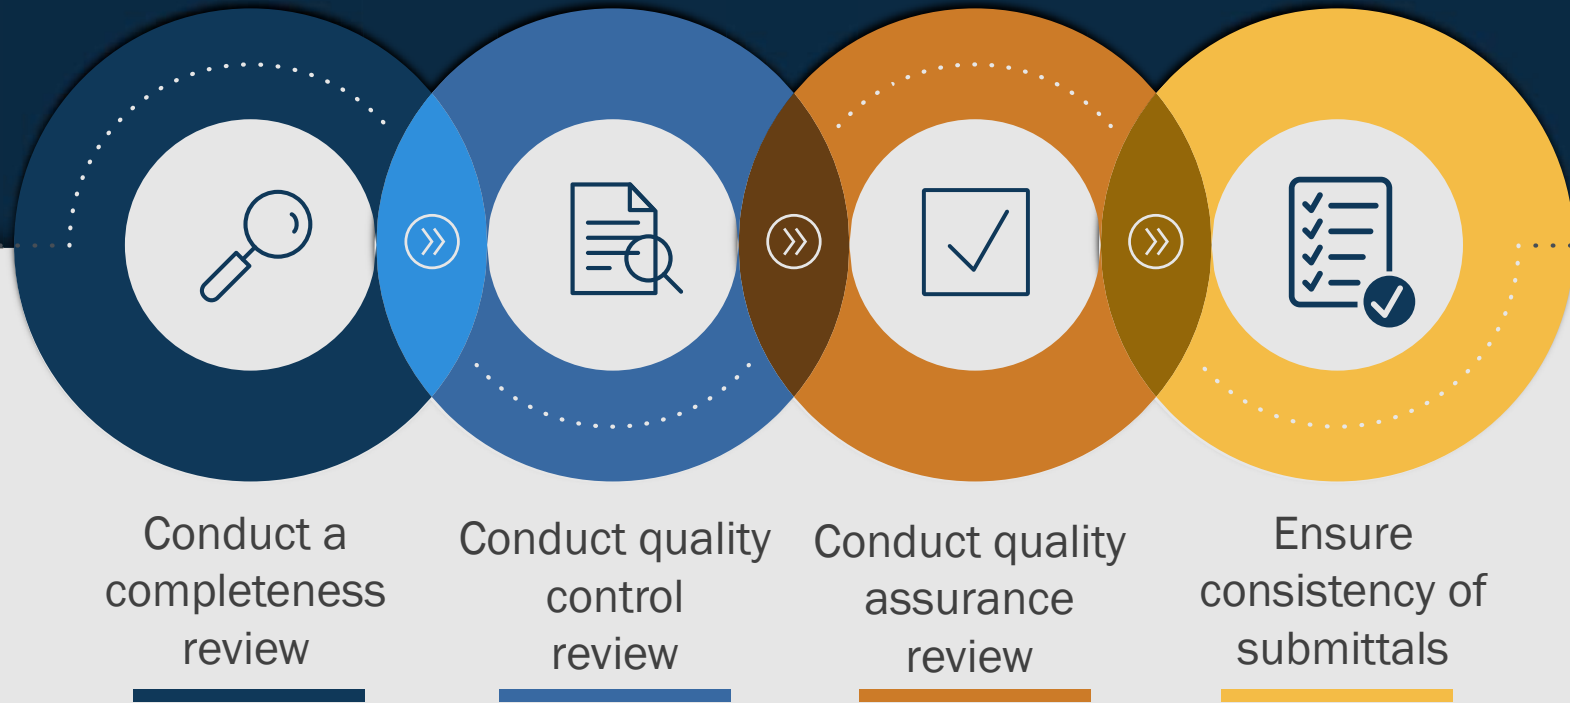 Conduct a
completeness
review
Conduct quality
control
review
Conduct quality
assurance
review
Ensure
consistency of
submittals